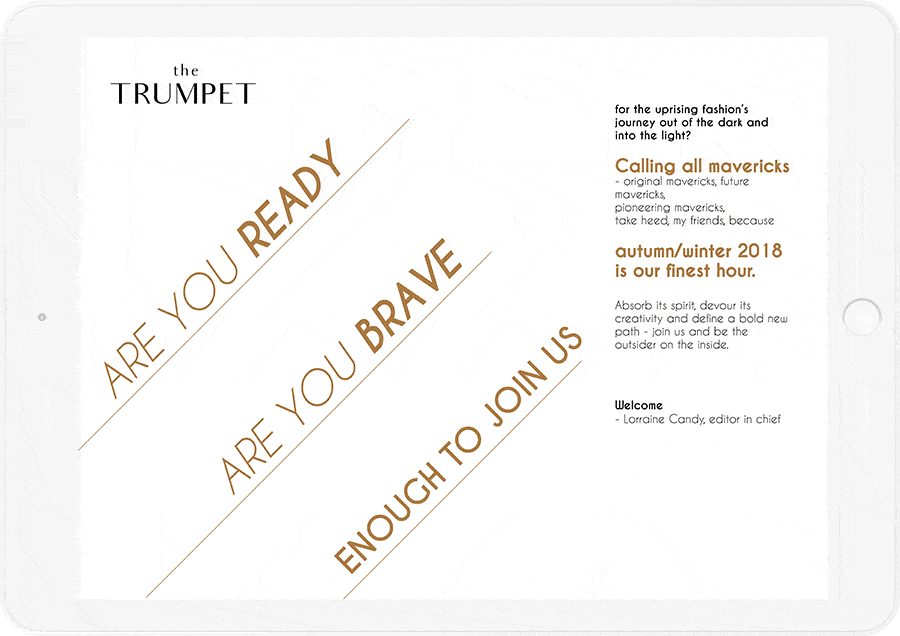 the
TRUMPET
ARE YOU READY
ARE YOU BRAVE
ENOUGH TO JOIN US
for the uprising fashion's
journey out of the dark and
into the light?
Calling all mavericks
- original mavericks, future
mavericks,
pioneering mavericks,
take heed, my friends, because
autumn/winter 2018
is our finest hour.
Absorb its spirit, devour its
creativity and define a bold new
path - join us and be the
outsider on the inside.
Welcome
- Lorraine Candy, editor in chief